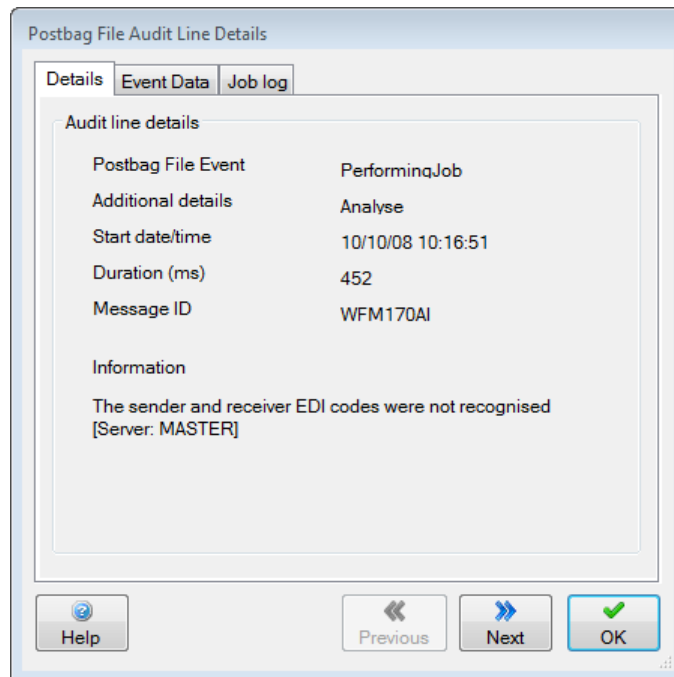 Postbag File Audit Line Details
Details Event Data Job log
Audit line details
Postbag File Event PerformingJob
Additional details Analyse
Start date/time 10/10/08 10:16:51
Duration (ms) 452
Message ID WFM170AI
Information
The sender and receiver EDI codes were not recognised
[Server: MASTER]
Help Previous Next OK